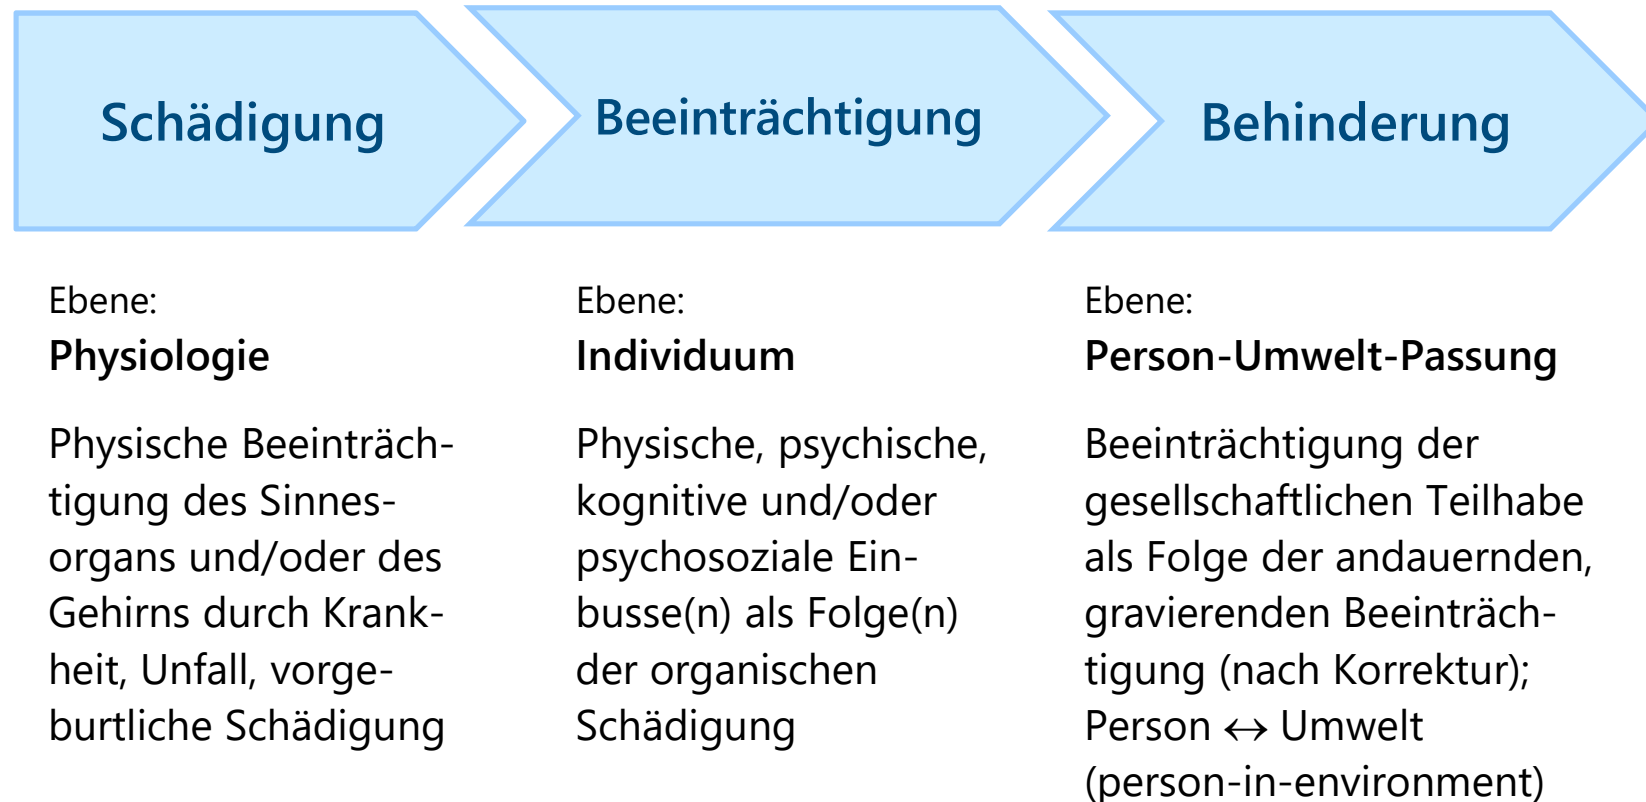 Schädigung
Beeinträchtigung
Behinderung
Ebene:
Physiologie
Physische Beeinträch-
tigung des Sinnes-
organs und/oder des
Gehirns durch Krank-
heit, Unfall, vorge-
burtliche Schädigung
Ebene:
Individuum
Physische, psychische,
kognitive und/oder
psychosoziale Ein-
busse(n) als Folge(n)
der organischen
Schädigung
Ebene:
Person-Umwelt-Passung
Beeinträchtigung der
gesellschaftlichen Teilhabe
als Folge der andauernden,
gravierenden Beeinträch-
tigung (nach Korrektur);
Person ↔ Umwelt
(person-in-environment)